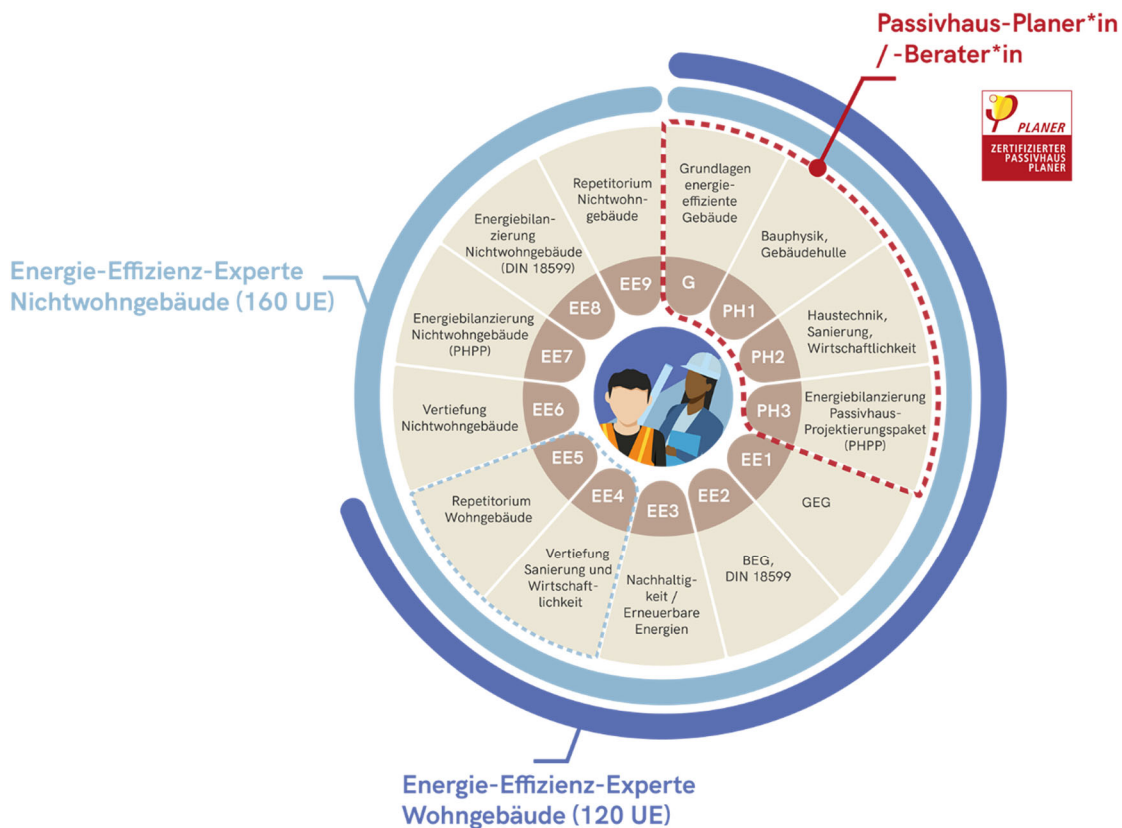 Passivhaus-Planer*in
/ -Berater*in
PLANER
ZERTIFIZIERTER
PASSIVHAUS
PLANER
Energie-Effizienz-Experte
Nichtwohngebäude (160 UE)
Grundlagen
energie-
effiziente
Gebäude
G
Bauphysik,
Gebäudehulle
PH1
Haustechnik,
Sanierung,
Wirtschaftlichkeit
PH2
Energiebilanzierung
Passivhaus-
Projektierungspaket
(PHPP)
PH3
GEG
EE1
BEG,
DIN 18599
EE2
Nachhaltig-
keit /
Erneuerbare
Energien
EE3
Vertiefung
Sanierung und
Wirtschaft-
lichkeit
EE4
Repetitorium
Wohngebäude
EE5
Vertiefung
Nichtwohngebäude
EE6
Energiebilanzierung
Nichtwohngebäude
(PHPP)
EE7
Energiebilan-
zierung
Nichtwohngebäude
(DIN 18599)
EE8
Repetitorium
Nichtwohn-
gebäude
EE9
Energie-Effizienz-Experte
Wohngebäude (120 UE)